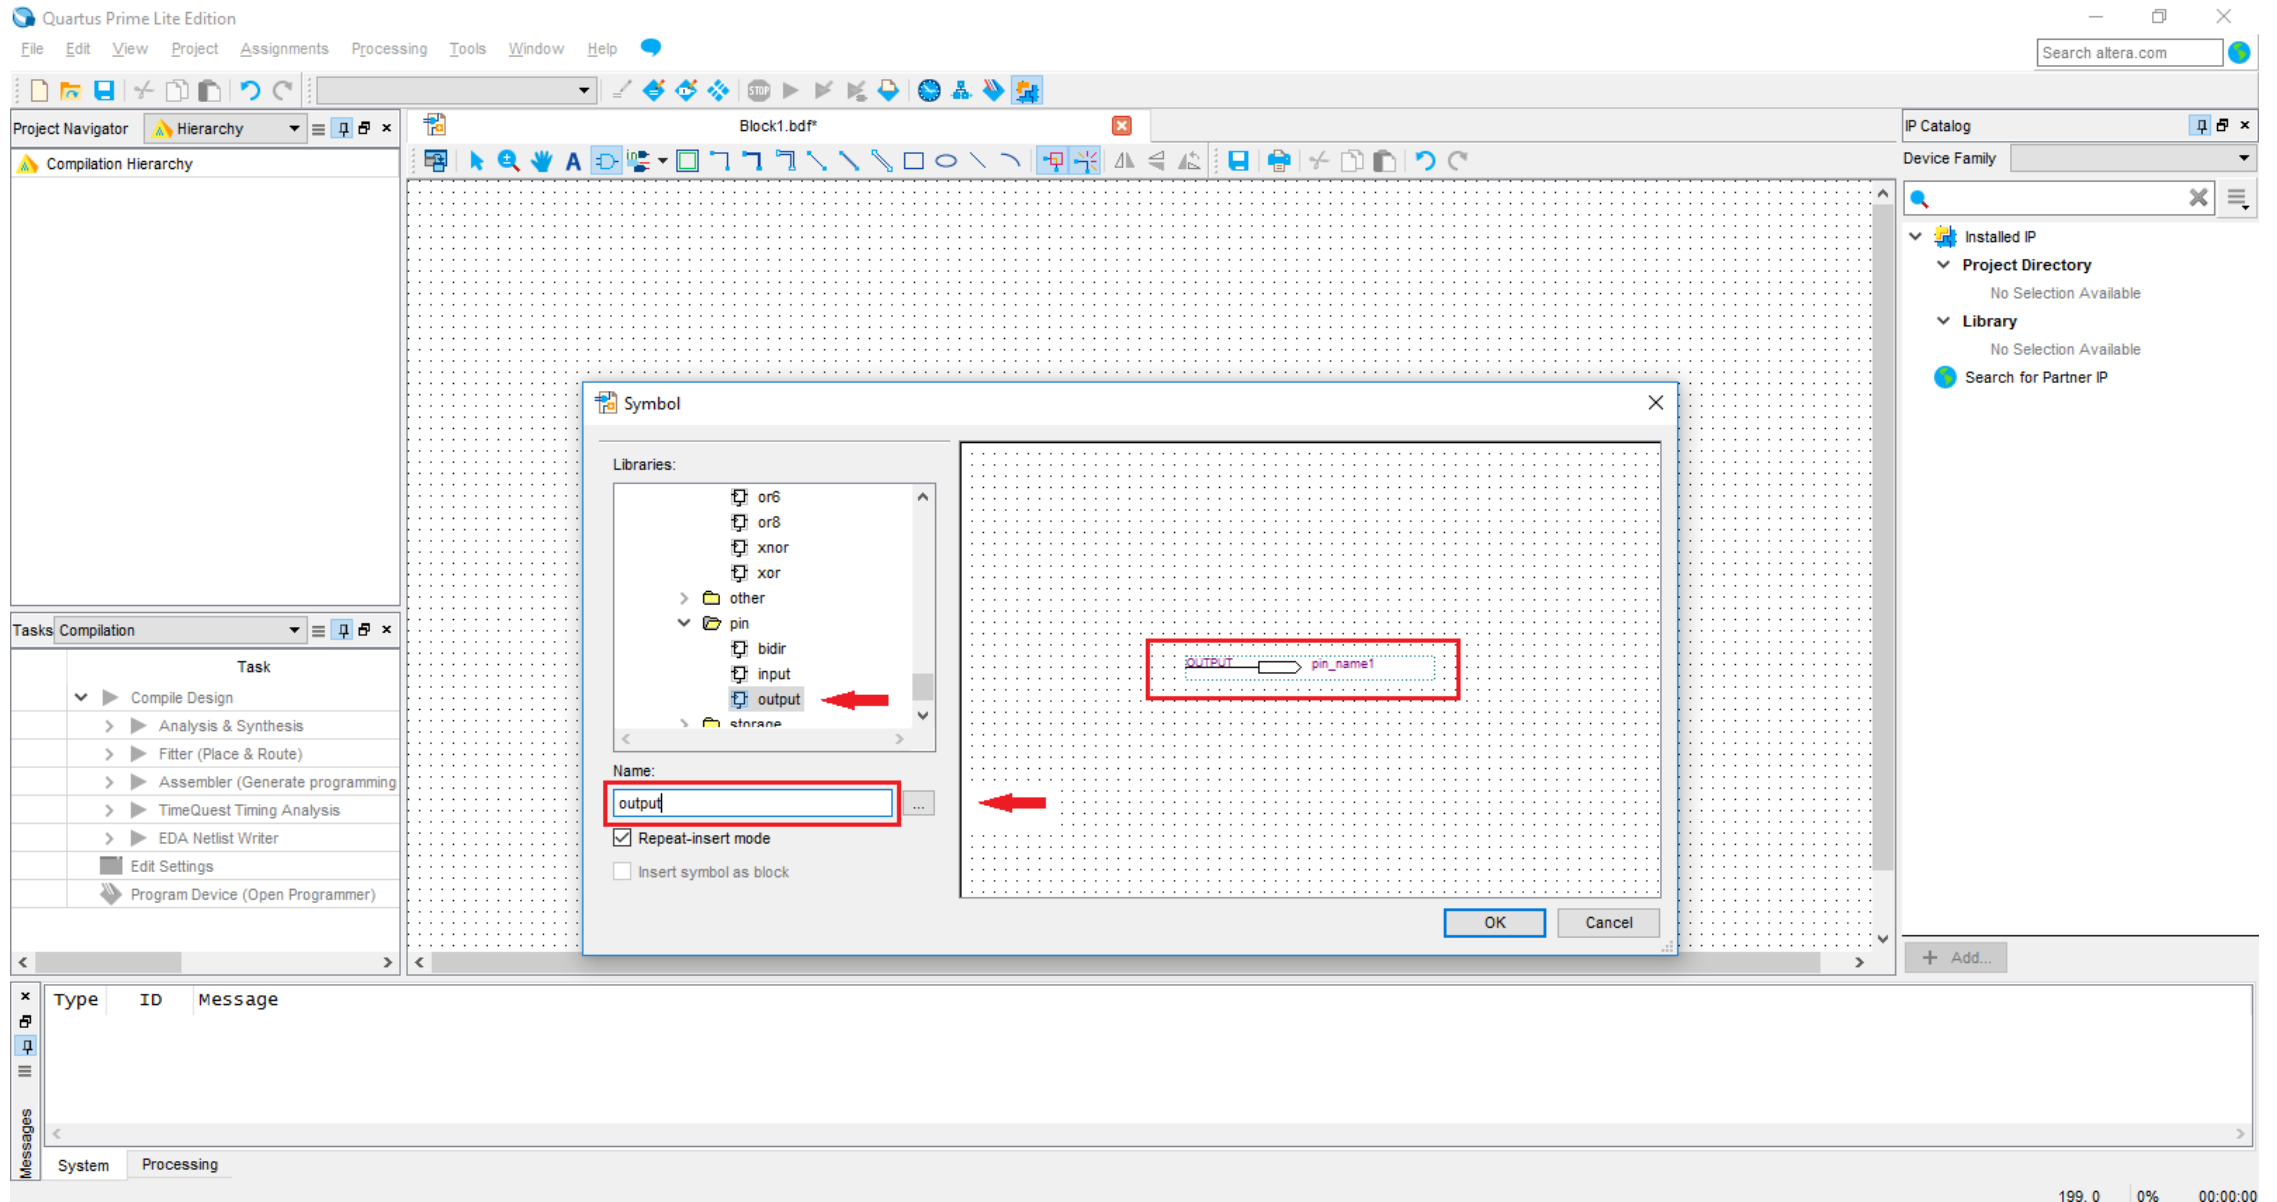 Quartus Prime Lite Edition
File Edit View Project Assignments Processing Tools Window Help
Search altera.com
STOP
Project Navigator Hierarchy
Compilation Hierarchy
Block1.bdf*
A
IP Catalog
Device Family
Installed IP
Project Directory
No Selection Available
Library
No Selection Available
Search for Partner IP
+ Add...
Symbol
Libraries:
or6
or8
xnor
xor
other
pin
bidir
input
output
storage
Name:
output
...
Repeat-insert mode
Insert symbol as block
OUTPUT pin_name1
OK Cancel
Tasks Compilation
Task
Compile Design
Analysis & Synthesis
Fitter (Place & Route)
Assembler (Generate programming
TimeQuest Timing Analysis
EDA Netlist Writer
Edit Settings
Program Device (Open Programmer)
Type ID Message
Messages
System Processing
199, 0 0% 00:00:00